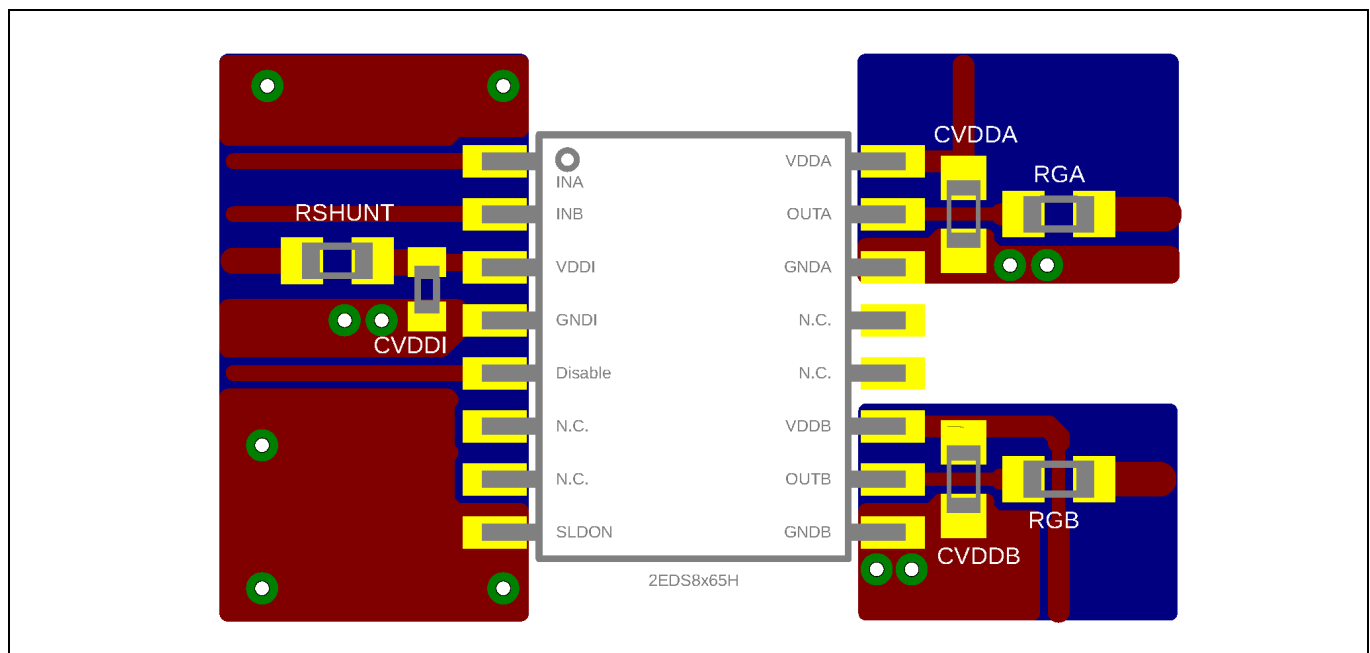 CVDDA
VDDA
RGA
INA
RSHUNT
INB
OUTA
VDDI
GNDA
GNDI
N.C.
CVDDI
Disable
N.C.
N.C.
VDDB
N.C.
OUTB
RGB
SLDON
GNDB
CVDDB
2EDS8x65H